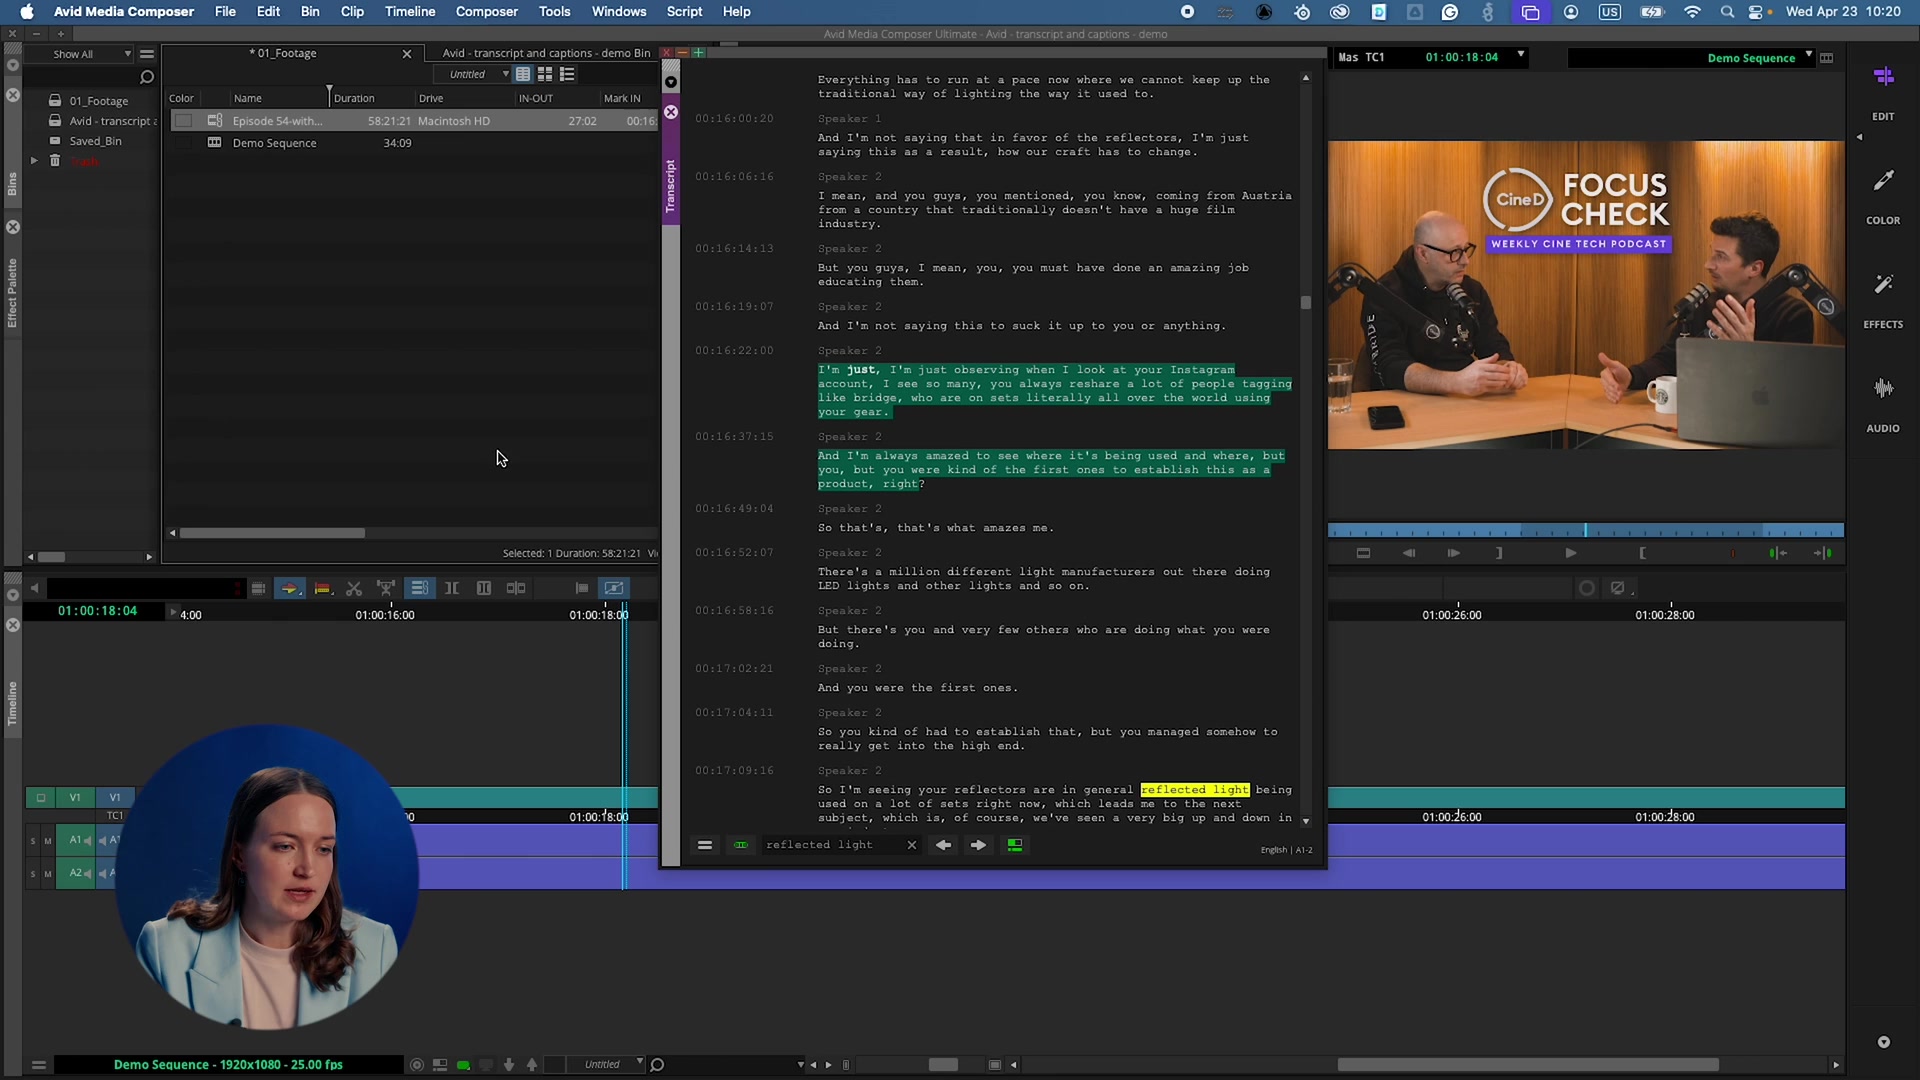 Avid Media Composer File Edit Bin Clip Timeline Composer Tools Windows Script Help
US
Wed Apr 23 10:20
Avid Media Composer Ultimate - Avid - transcript and captions - demo
Show All
* 01_Footage
Avid - transcript and captions - demo Bin
Untitled
Color Name Duration Drive IN-OUT Mark IN
Episode 54-with... 58:21:21 Macintosh HD 27:02 00:16:
Demo Sequence 34:09
01_Footage
Avid - transcript a
Saved_Bin
Trash
Bins
Effect Palette
Selected: 1 Duration: 58:21:21 Vi
Transcript
Everything has to run at a pace now where we cannot keep up the
traditional way of lighting the way it used to.
00:16:00:20 Speaker 1
And I'm not saying that in favor of the reflectors, I'm just
saying this as a result, how our craft has to change.
00:16:06:16 Speaker 2
I mean, and you guys, you mentioned, you know, coming from Austria
from a country that traditionally doesn't have a huge film
industry.
00:16:14:13 Speaker 2
But you guys, I mean, you, you must have done an amazing job
educating them.
00:16:19:07 Speaker 2
And I'm not saying this to suck it up to you or anything.
00:16:22:00 Speaker 2
I'm just, I'm just observing when I look at your Instagram
account, I see so many, you always reshare a lot of people tagging
like bridge, who are on sets literally all over the world using
your gear.
00:16:37:15 Speaker 2
And I'm always amazed to see where it's being used and where, but
you, but you were kind of the first ones to establish this as a
product, right?
00:16:49:04 Speaker 2
So that's, that's what amazes me.
00:16:52:07 Speaker 2
There's a million different light manufacturers out there doing
LED lights and other lights and so on.
00:16:58:16 Speaker 2
But there's you and very few others who are doing what you were
doing.
00:17:02:21 Speaker 2
And you were the first ones.
00:17:04:11 Speaker 2
So you kind of had to establish that, but you managed somehow to
really get into the high end.
00:17:09:16 Speaker 2
So I'm seeing your reflectors are in general reflected light being
used on a lot of sets right now, which leads me to the next
subject, which is, of course, we've seen a very big up and down in
reflected light
English | A1-2
Mas TC1 01:00:18:04
Demo Sequence
CineD FOCUS
CHECK
WEEKLY CINE TECH PODCAST
EDIT
COLOR
EFFECTS
AUDIO
Timeline
01:00:18:04
4:00 01:00:16:00 01:00:18:00 01:00:26:00 01:00:28:00
V1 V1
TC1 01:00:18:00 01:00:26:00 01:00:28:00
S M A1
S M A2
Demo Sequence - 1920x1080 - 25.00 fps
Untitled